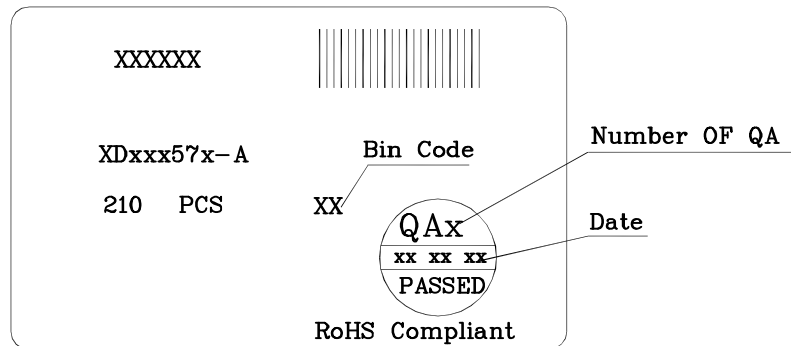 XXXXXX
XDxxx57x-A
Bin Code
Number OF QA
210 PCS
XX
QAx
Date
xx xx xx
PASSED
RoHS Compliant